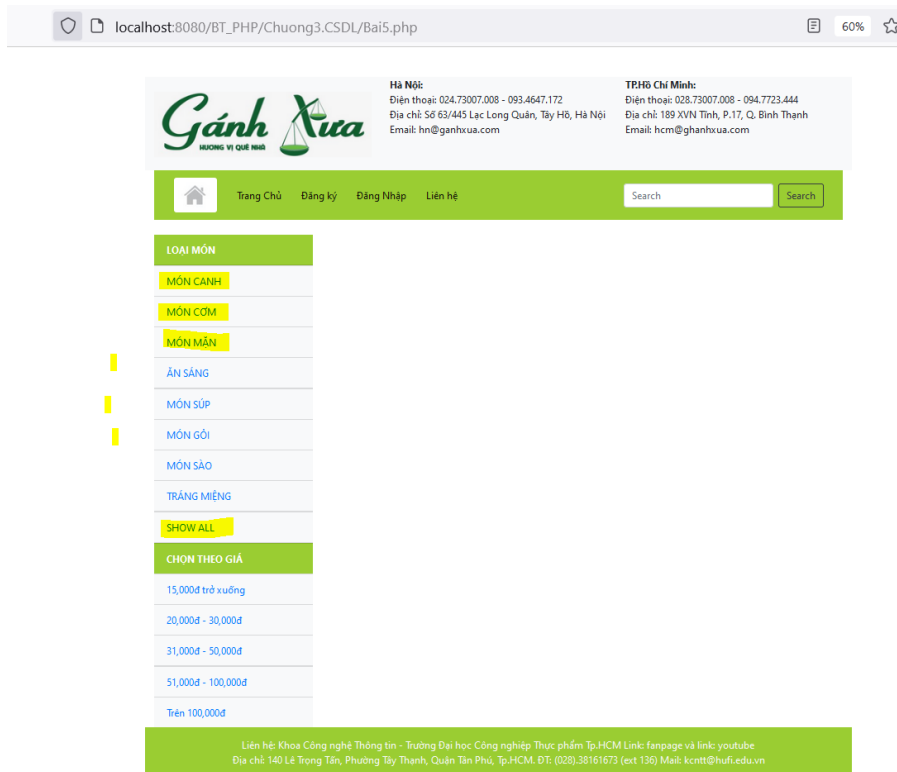 localhost:8080/BT_PHP/Chuong3.CSDL/Bai5.php
60%
Gánh Xưa
HUONG VỊ QUÊ NHÀ
Hà Nội:
Điện thoại: 024.73007.008 - 093.4647.172
Địa chỉ: Số 63/445 Lạc Long Quân, Tây Hồ, Hà Nội
Email: hn@ganhxua.com
TP.Hồ Chí Minh:
Điện thoại: 028.73007.008 - 094.7723.444
Địa chỉ: 189 XVN Tĩnh, P.17, Q. Bình Thạnh
Email: hcm@ghanhxua.com
Trang Chủ Đăng ký Đăng Nhập Liên hệ Search Search
LOẠI MÓN
MÓN CANH
MÓN CƠM
MÓN MẶN
ĂN SÁNG
MÓN SÚP
MÓN GỎI
MÓN SÀO
TRÁNG MIỆNG
SHOW ALL
CHỌN THEO GIÁ
15,000đ trở xuống
20,000đ - 30,000đ
31,000đ - 50,000đ
51,000đ - 100,000đ
Trên 100,000đ
Liên hệ: Khoa Công nghệ Thông tin - Trường Đại học Công nghiệp Thực phẩm Tp.HCM Link: fanpage và link: youtube
Địa chỉ: 140 Lê Trọng Tấn, Phường Tây Thạnh, Quận Tân Phú, Tp.HCM. ĐT: (028).38161673 (ext 136) Mail: kcntt@hufi.edu.vn